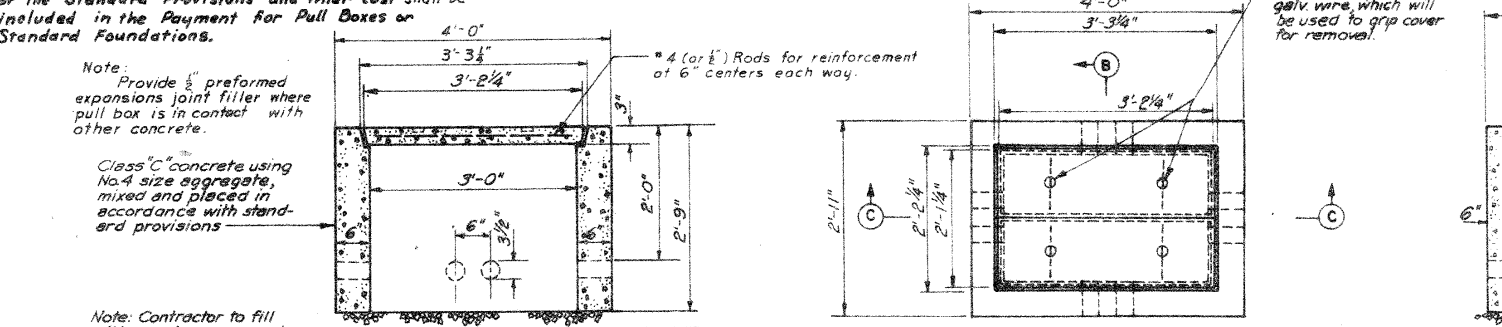 of the Standard Provisions and their cost shall be
included in the Payment for Pull Boxes or
Standard Foundations.
Note:
Provide ½" preformed
expansions joint filler where
pull box is in contact with
other concrete.
Class "C" concrete using
No.4 size aggregate,
mixed and placed in
accordance with stand-
ard provisions
Note: Contractor to fill
4'-0"
3'-3¼"
3'-2¼"
#4 (or ½") Rods for reinforcement
at 6" centers each way.
3"
3'-0"
2'-0"
2'-9"
6"
6"
6"
3½"
4'-0"
3'-3¾"
B
3'-2¼"
2'-11"
C
2'-2¼"
2'-1¼"
C
galv. wire, which will
be used to grip cover
for removal.
6"